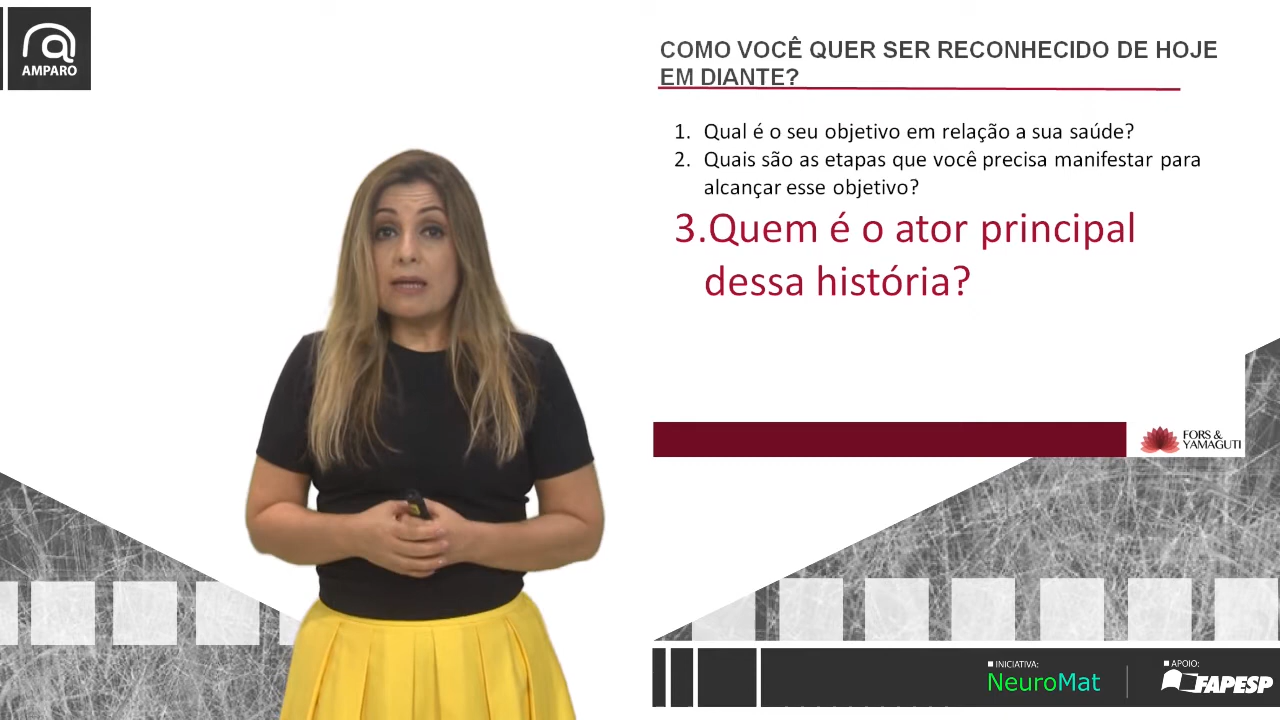 AMPARO
COMO VOCÊ QUER SER RECONHECIDO DE HOJE
EM DIANTE?
1. Qual é o seu objetivo em relação a sua saúde?
2. Quais são as etapas que você precisa manifestar para
alcançar esse objetivo?
3.Quem é o ator principal
dessa história?
FORS &
YAMAGUTI
INICIATIVA:
NeuroMat
APOIO:
FAPESP